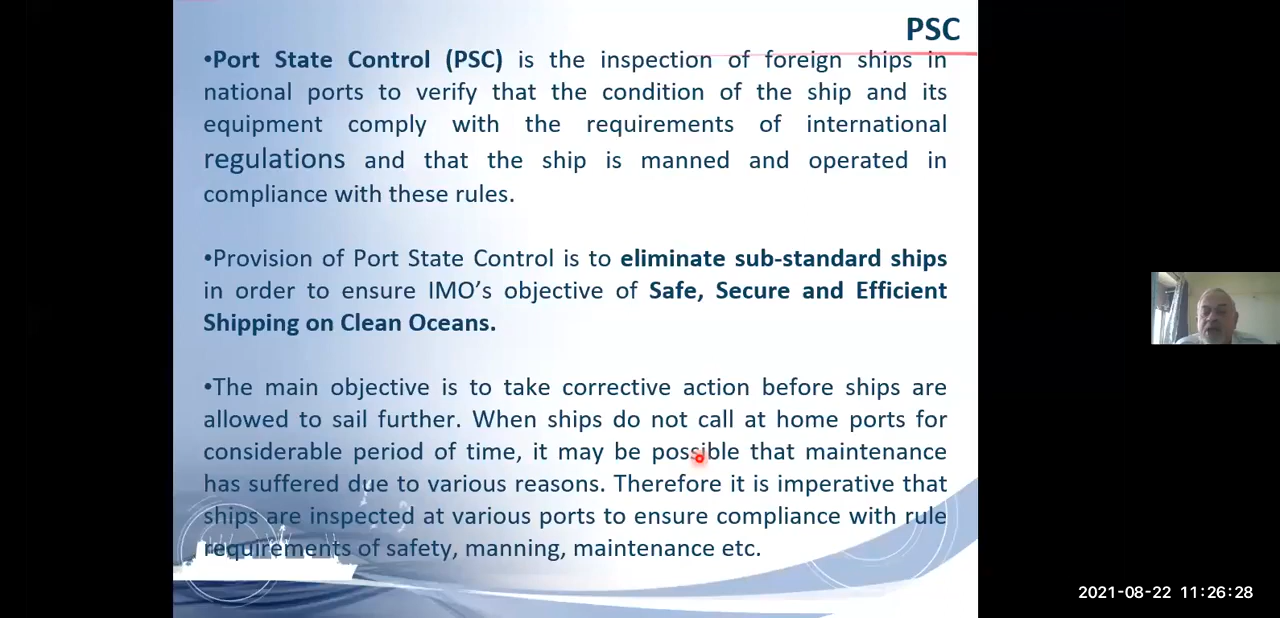 PSC
•Port State Control (PSC) is the inspection of foreign ships in
national ports to verify that the condition of the ship and its
equipment comply with the requirements of international
regulations and that the ship is manned and operated in
compliance with these rules.
•Provision of Port State Control is to eliminate sub-standard ships
in order to ensure IMO’s objective of Safe, Secure and Efficient
Shipping on Clean Oceans.
•The main objective is to take corrective action before ships are
allowed to sail further. When ships do not call at home ports for
considerable period of time, it may be possible that maintenance
has suffered due to various reasons. Therefore it is imperative that
ships are inspected at various ports to ensure compliance with rule
requirements of safety, manning, maintenance etc.
2021-08-22 11:26:28